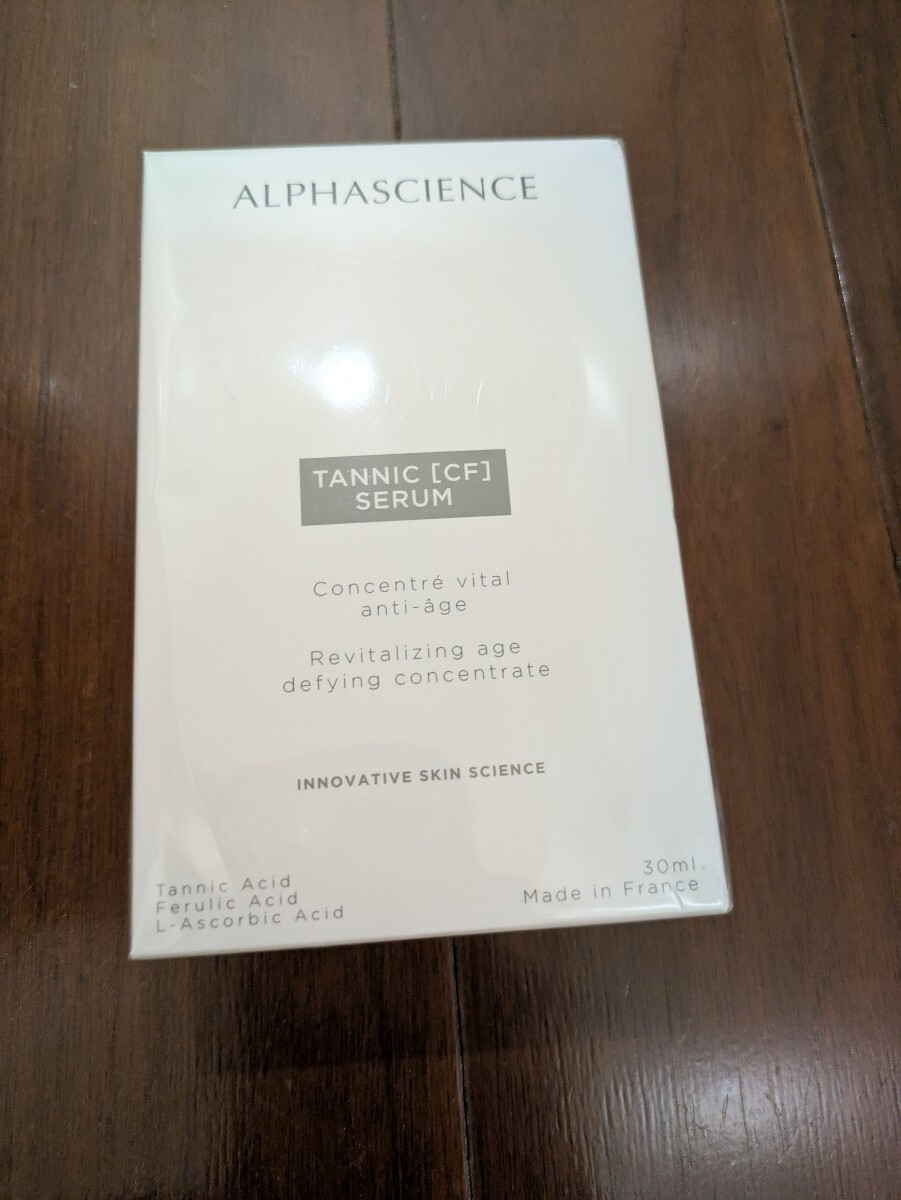 ALPHASCIENCE
TANNIC [CF]
SERUM
Concentré vital
anti-âge
Revitalizing age
defying concentrate
INNOVATIVE SKIN SCIENCE
Tannic Acid
Ferulic Acid
L-Ascorbic Acid
30ml.
Made in France